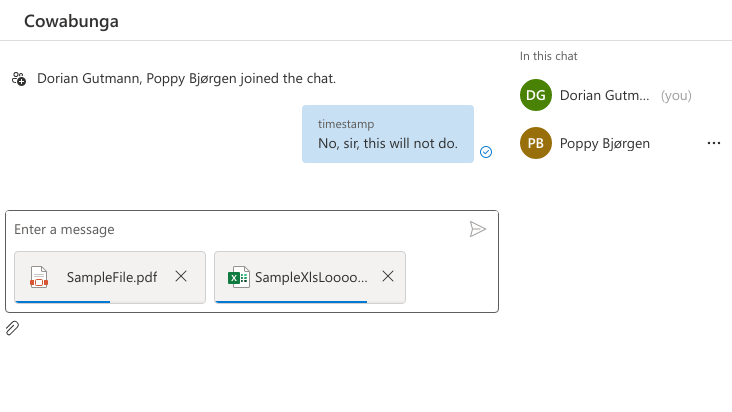 Cowabunga
In this chat
Dorian Gutmann, Poppy Bjørgen joined the chat.
DG Dorian Gutm... (you)
timestamp
No, sir, this will not do.
PB Poppy Bjørgen
Enter a message
SampleFile.pdf
SampleXlsLoooo...